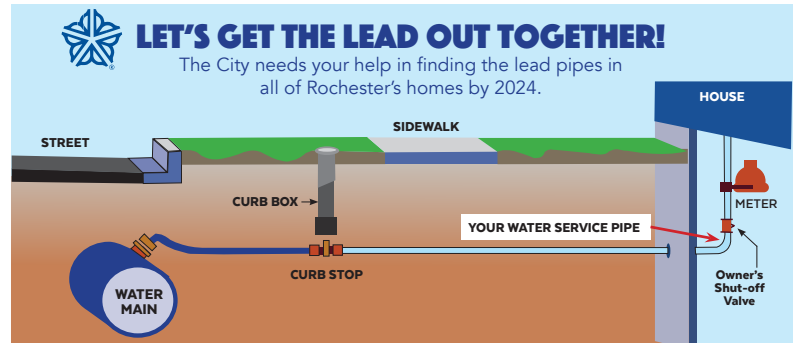 LET'S GET THE LEAD OUT TOGETHER!
The City needs your help in finding the lead pipes in
all of Rochester's homes by 2024.
HOUSE
SIDEWALK
STREET
CURB BOX
METER
YOUR WATER SERVICE PIPE
CURB STOP
Owner's
Shut-off
Valve
WATER
MAIN
®